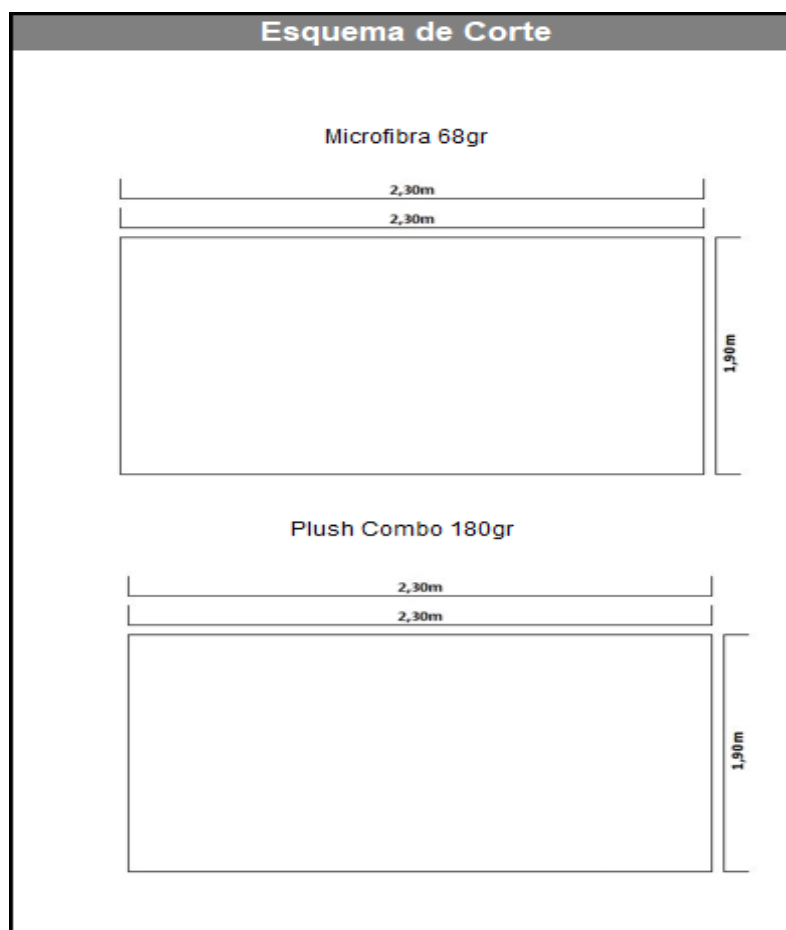 Esquema de Corte
Microfibra 68gr
2,30m
2,30m
1,90m
Plush Combo 180gr
2,30m
2,30m
1,90m